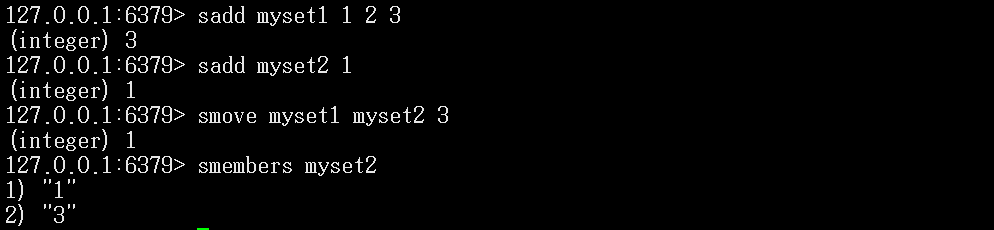 127.0.0.1:6379> sadd myset1 1 2 3
(integer) 3
127.0.0.1:6379> sadd myset2 1
(integer) 1
127.0.0.1:6379> smove myset1 myset2 3
(integer) 1
127.0.0.1:6379> smembers myset2
1) "1"
2) "3"